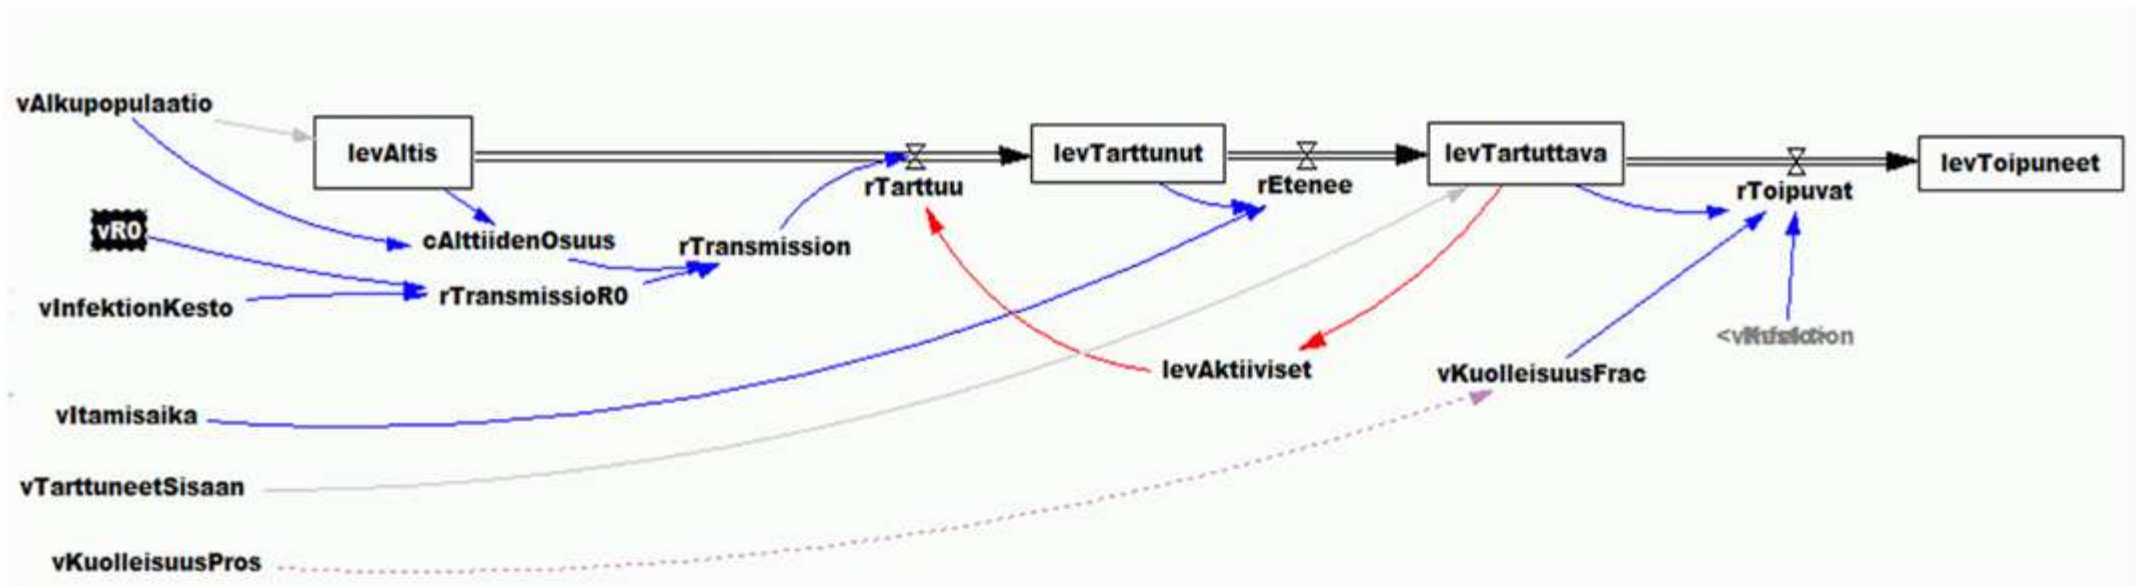 vAlkupopulaatio
levAltis
levTarttunut
levTartuttava
levToipuneet
rTarttuu
rEtenee
rToipuvat
vR0
cAlttiidenOsuus
rTransmission
vInfektionKesto
rTransmissioR0
levAktiiviset
vKuolleisuusFrac
vItamisaika
vTarttuneetSisaan
vKuolleisuusPros